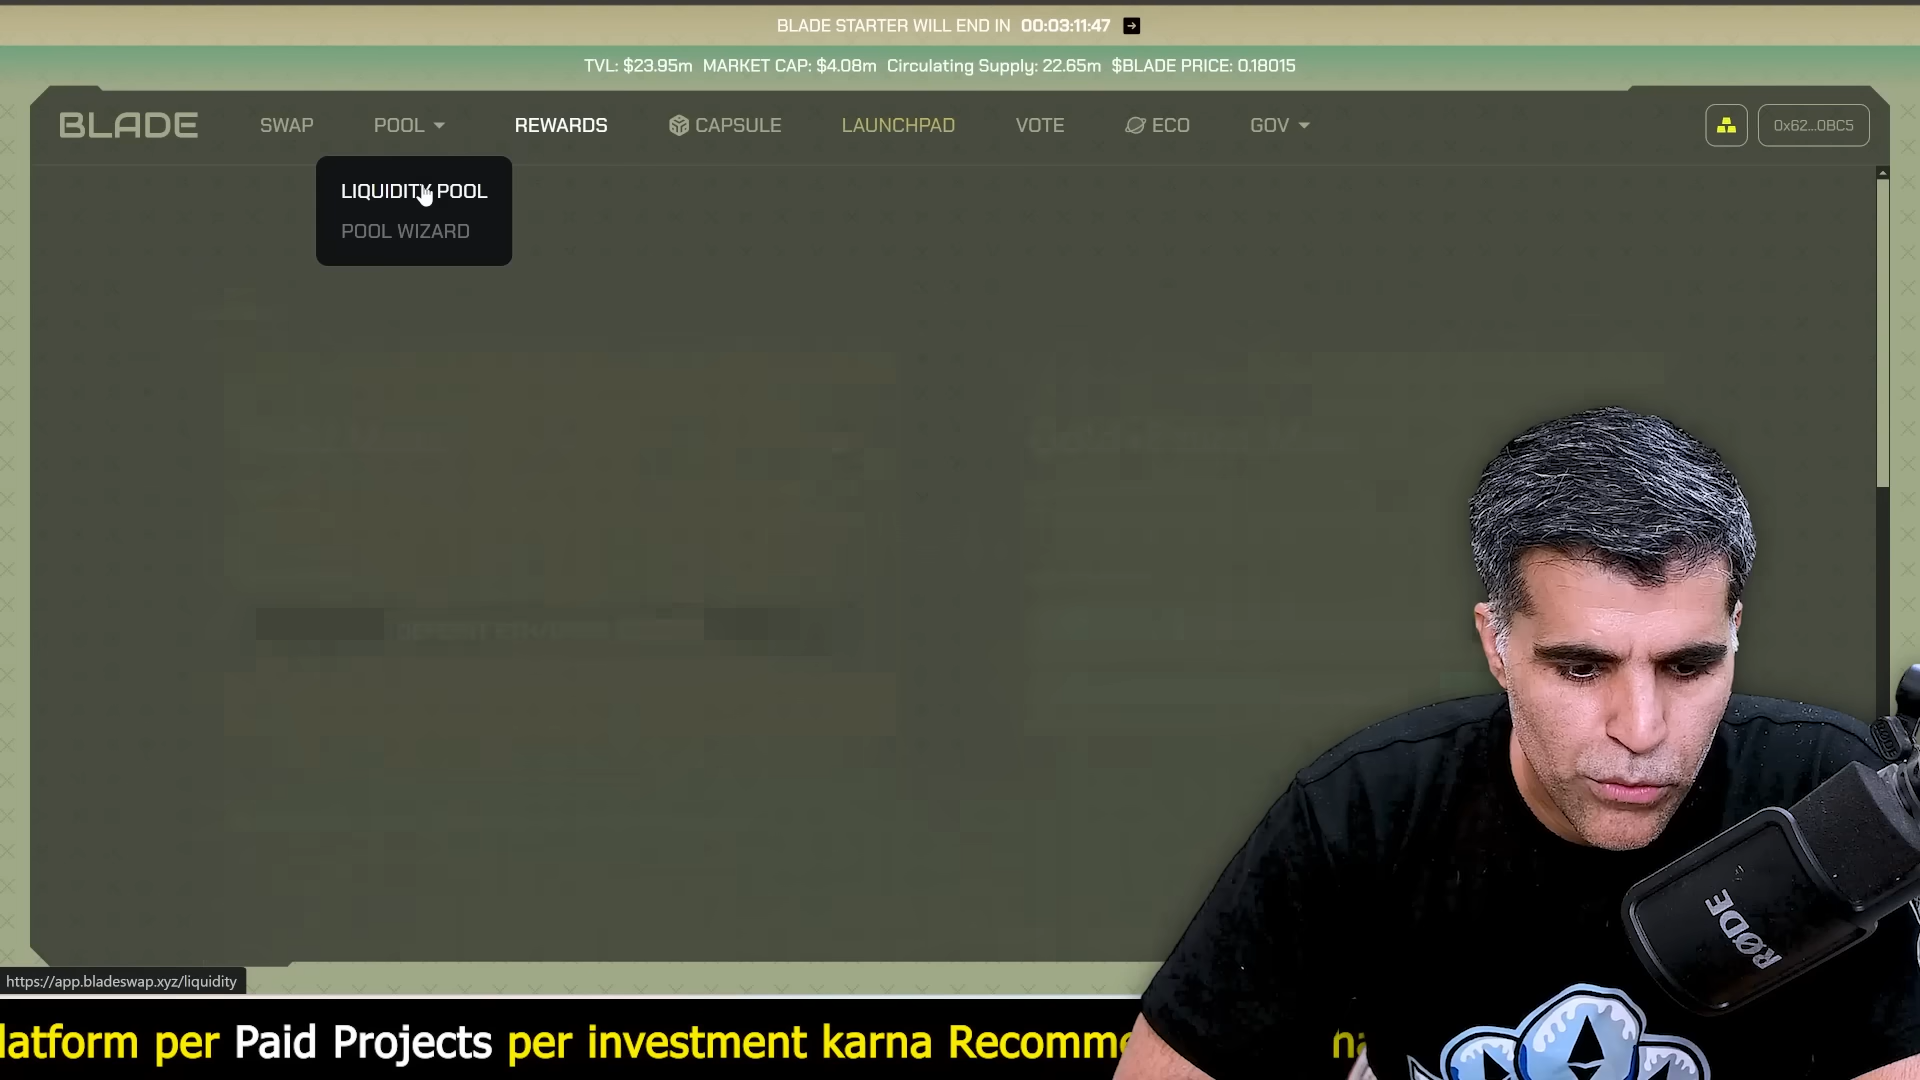 BLADE STARTER WILL END IN 00:03:11:47
TVL: $23.95m MARKET CAP: $4.08m Circulating Supply: 22.65m $BLADE PRICE: 0.18015
BLADE SWAP POOL REWARDS CAPSULE LAUNCHPAD VOTE ECO GOV 0x62...0BC5
LIQUIDITY POOL
POOL WIZARD
RØDE
https://app.bladeswap.xyz/liquidity
latform per Paid Projects per investment karna Recomme